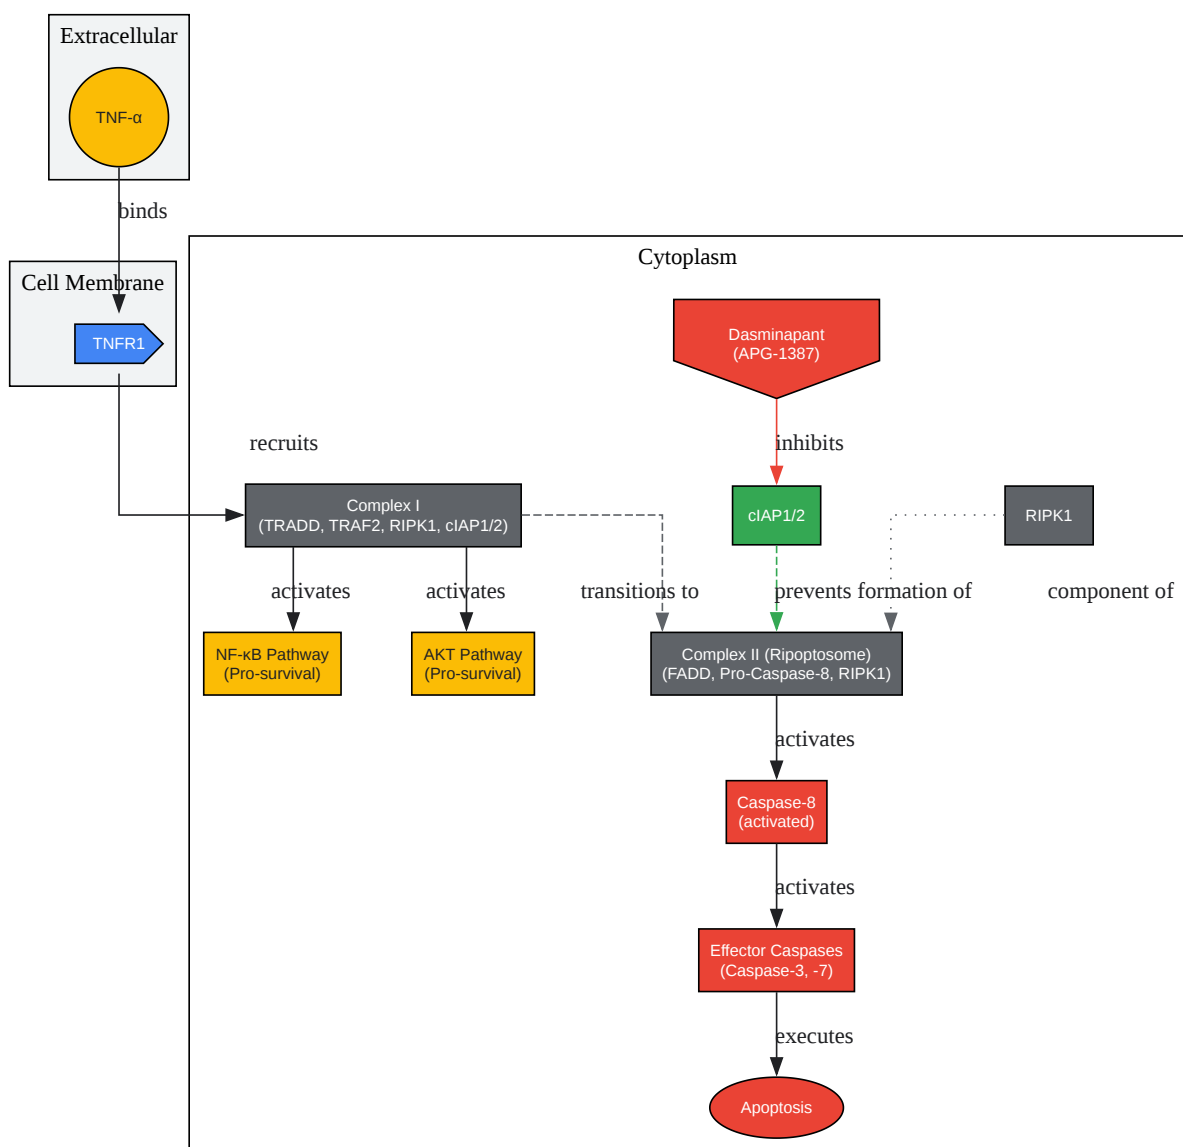 Extracellular
TNF-α
binds
Cytoplasm
Cell Membrane
TNFR1
Dasminapant
(APG-1387)
recruits
inhibits
Complex I
(TRADD, TRAF2, RIPK1, cIAP1/2)
cIAP1/2
RIPK1
activates
activates
transitions to
prevents formation of
component of
NF-κB Pathway
(Pro-survival)
AKT Pathway
(Pro-survival)
Complex II (Ripoptosome)
(FADD, Pro-Caspase-8, RIPK1)
activates
Caspase-8
(activated)
activates
Effector Caspases
(Caspase-3, -7)
executes
Apoptosis